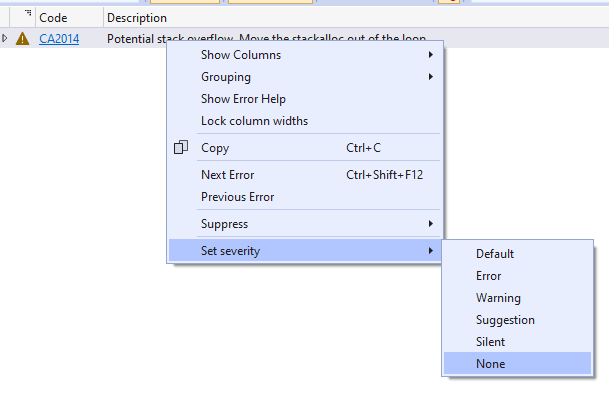 Code Description
CA2014 Potential stack overflow. Move the stackalloc out of the loop.
Show Columns
Grouping
Show Error Help
Lock column widths
Copy Ctrl+C
Next Error Ctrl+Shift+F12
Previous Error
Suppress
Set severity
Default
Error
Warning
Suggestion
Silent
None